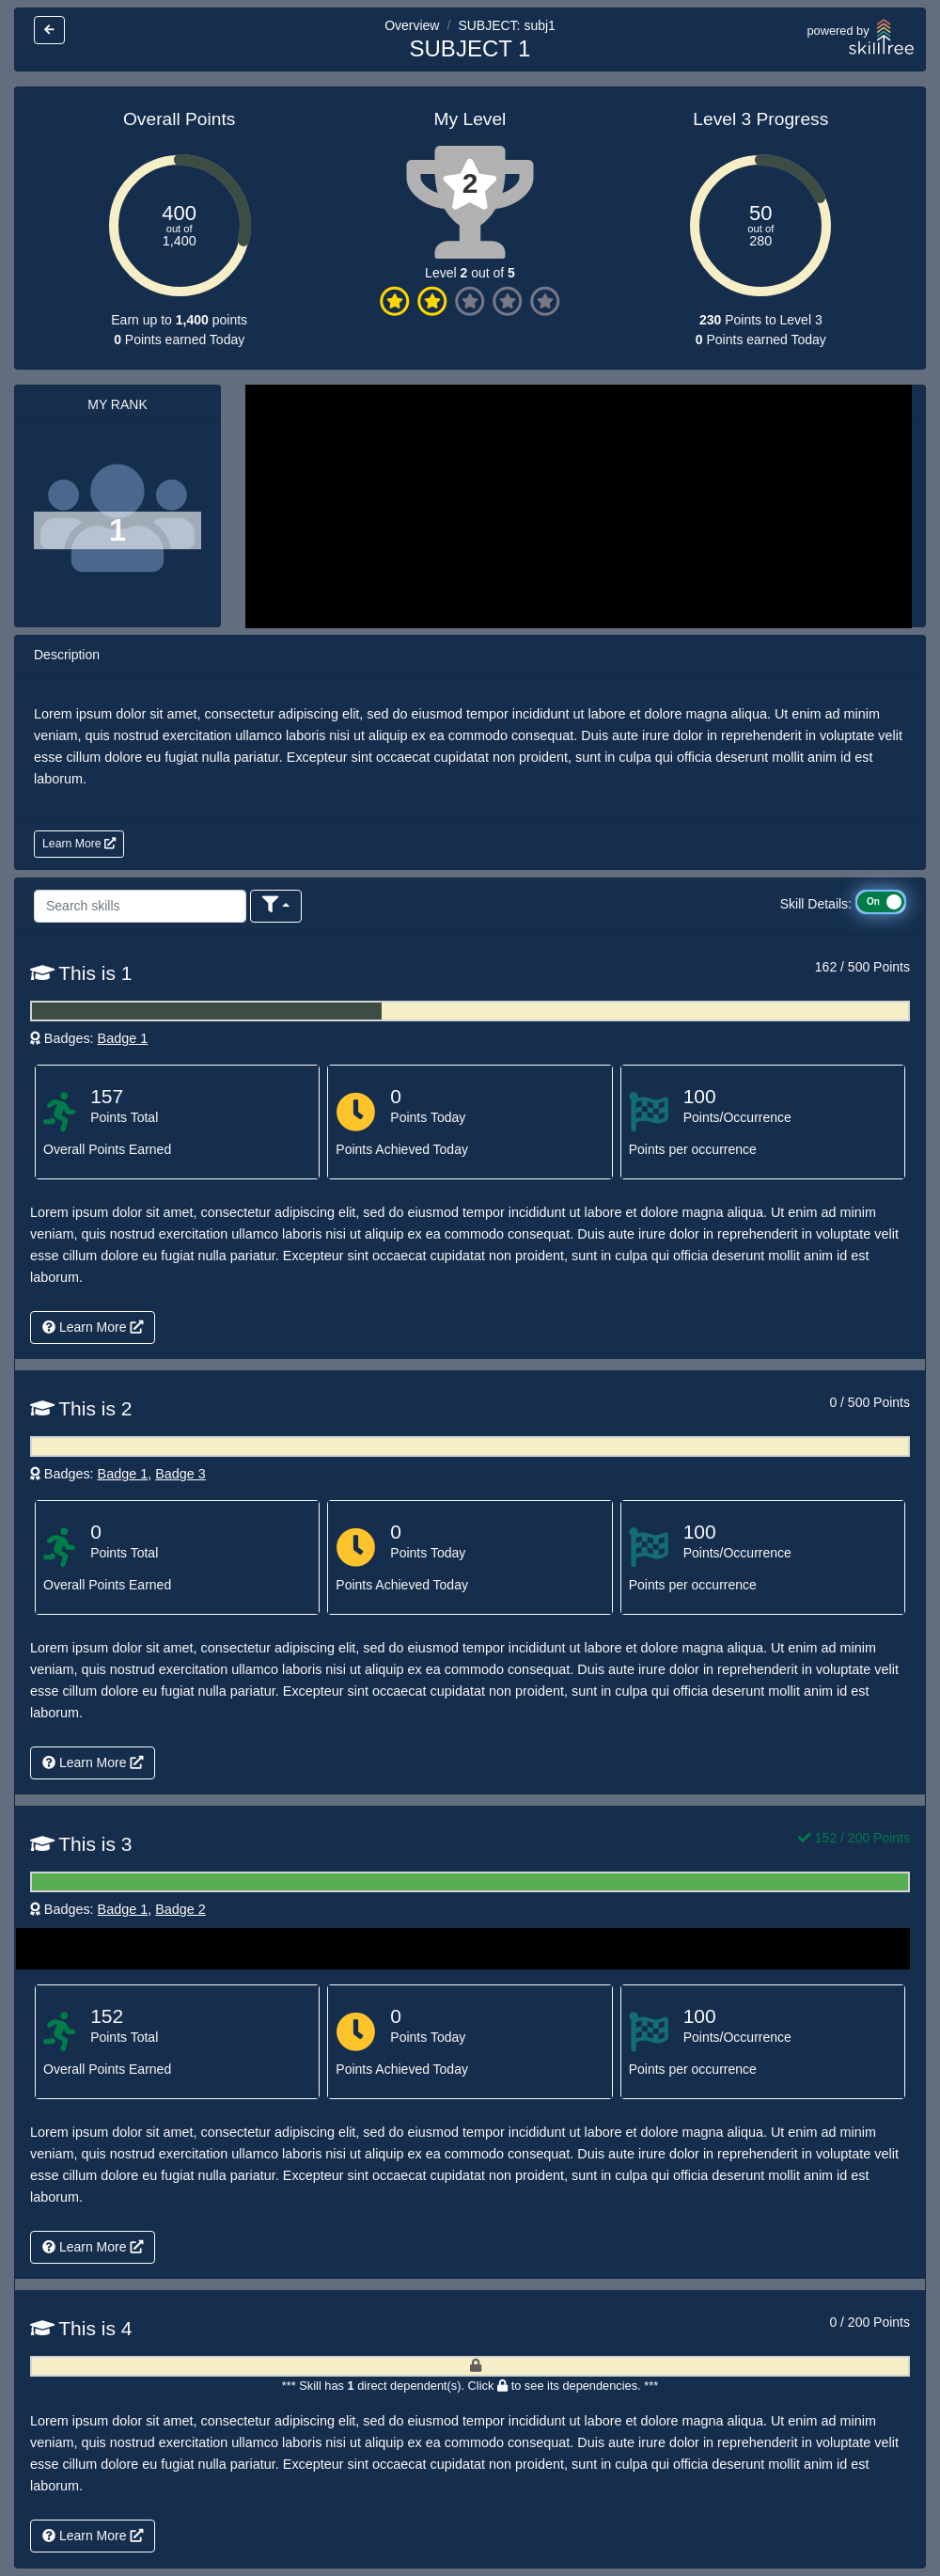 Overview / SUBJECT: subj1
SUBJECT 1
powered by
skilltree
Overall Points
400
out of
1,400
Earn up to 1,400 points
0 Points earned Today
My Level
2
Level 2 out of 5
Level 3 Progress
50
out of
280
230 Points to Level 3
0 Points earned Today
MY RANK
1
Description
Lorem ipsum dolor sit amet, consectetur adipiscing elit, sed do eiusmod tempor incididunt ut labore et dolore magna aliqua. Ut enim ad minim
veniam, quis nostrud exercitation ullamco laboris nisi ut aliquip ex ea commodo consequat. Duis aute irure dolor in reprehenderit in voluptate velit
esse cillum dolore eu fugiat nulla pariatur. Excepteur sint occaecat cupidatat non proident, sunt in culpa qui officia deserunt mollit anim id est
laborum.
Learn More
Search skills
Skill Details: On
This is 1
162 / 500 Points
Badges: Badge 1
157
Points Total
Overall Points Earned
0
Points Today
Points Achieved Today
100
Points/Occurrence
Points per occurrence
Lorem ipsum dolor sit amet, consectetur adipiscing elit, sed do eiusmod tempor incididunt ut labore et dolore magna aliqua. Ut enim ad minim
veniam, quis nostrud exercitation ullamco laboris nisi ut aliquip ex ea commodo consequat. Duis aute irure dolor in reprehenderit in voluptate velit
esse cillum dolore eu fugiat nulla pariatur. Excepteur sint occaecat cupidatat non proident, sunt in culpa qui officia deserunt mollit anim id est
laborum.
Learn More
This is 2
0 / 500 Points
Badges: Badge 1, Badge 3
0
Points Total
Overall Points Earned
0
Points Today
Points Achieved Today
100
Points/Occurrence
Points per occurrence
Lorem ipsum dolor sit amet, consectetur adipiscing elit, sed do eiusmod tempor incididunt ut labore et dolore magna aliqua. Ut enim ad minim
veniam, quis nostrud exercitation ullamco laboris nisi ut aliquip ex ea commodo consequat. Duis aute irure dolor in reprehenderit in voluptate velit
esse cillum dolore eu fugiat nulla pariatur. Excepteur sint occaecat cupidatat non proident, sunt in culpa qui officia deserunt mollit anim id est
laborum.
Learn More
This is 3
152 / 200 Points
Badges: Badge 1, Badge 2
152
Points Total
Overall Points Earned
0
Points Today
Points Achieved Today
100
Points/Occurrence
Points per occurrence
Lorem ipsum dolor sit amet, consectetur adipiscing elit, sed do eiusmod tempor incididunt ut labore et dolore magna aliqua. Ut enim ad minim
veniam, quis nostrud exercitation ullamco laboris nisi ut aliquip ex ea commodo consequat. Duis aute irure dolor in reprehenderit in voluptate velit
esse cillum dolore eu fugiat nulla pariatur. Excepteur sint occaecat cupidatat non proident, sunt in culpa qui officia deserunt mollit anim id est
laborum.
Learn More
This is 4
0 / 200 Points
*** Skill has 1 direct dependent(s). Click to see its dependencies. ***
Lorem ipsum dolor sit amet, consectetur adipiscing elit, sed do eiusmod tempor incididunt ut labore et dolore magna aliqua. Ut enim ad minim
veniam, quis nostrud exercitation ullamco laboris nisi ut aliquip ex ea commodo consequat. Duis aute irure dolor in reprehenderit in voluptate velit
esse cillum dolore eu fugiat nulla pariatur. Excepteur sint occaecat cupidatat non proident, sunt in culpa qui officia deserunt mollit anim id est
laborum.
Learn More